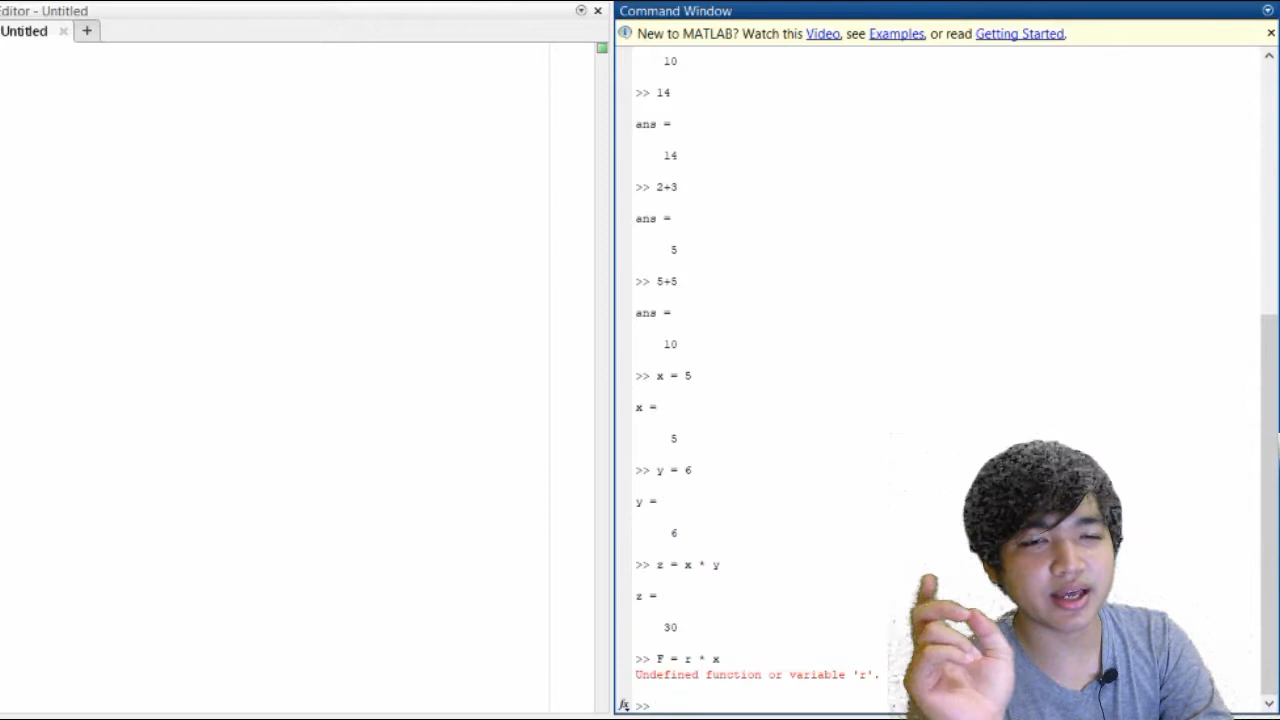 Editor - Untitled
Untitled × +
Command Window
New to MATLAB? Watch this Video, see Examples, or read Getting Started.
10
>> 14
ans =
14
>> 2+3
ans =
5
>> 5+5
ans =
10
>> x = 5
x =
5
>> y = 6
y =
6
>> z = x * y
z =
30
>> F = r * x
Undefined function or variable 'r'.
fx >>